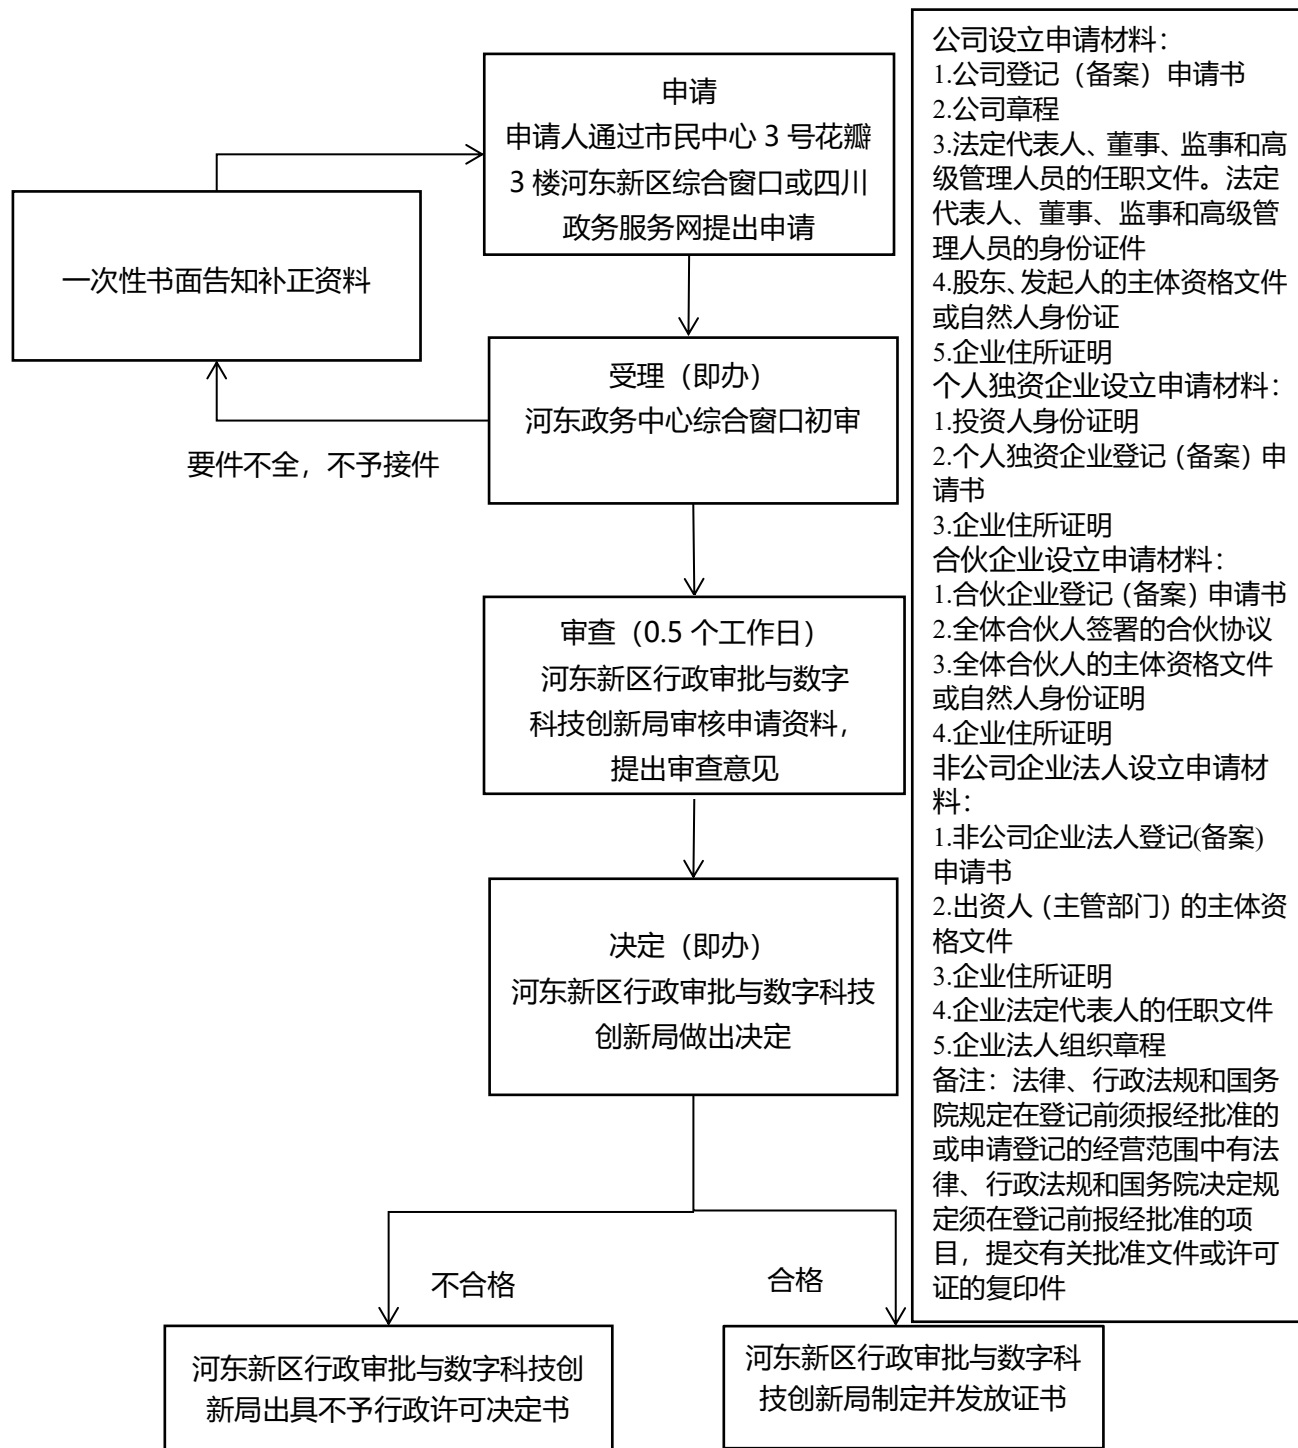 申请
申请人通过市民中心 3 号花瓣
3 楼河东新区综合窗口或四川
政务服务网提出申请
一次性书面告知补正资料
受理（即办）
河东政务中心综合窗口初审
要件不全，不予接件
审查（0.5 个工作日）
河东新区行政审批与数字
科技创新局审核申请资料，
提出审查意见
决定（即办）
河东新区行政审批与数字科技
创新局做出决定
不合格
合格
河东新区行政审批与数字科技创
新局出具不予行政许可决定书
河东新区行政审批与数字科
技创新局制定并发放证书
公司设立申请材料：
1.公司登记（备案）申请书
2.公司章程
3.法定代表人、董事、监事和高
级管理人员的任职文件。法定
代表人、董事、监事和高级管
理人员的身份证件
4.股东、发起人的主体资格文件
或自然人身份证
5.企业住所证明
个人独资企业设立申请材料：
1.投资人身份证明
2.个人独资企业登记（备案）申
请书
3.企业住所证明
合伙企业设立申请材料：
1.合伙企业登记（备案）申请书
2.全体合伙人签署的合伙协议
3.全体合伙人的主体资格文件
或自然人身份证明
4.企业住所证明
非公司企业法人设立申请材
料：
1.非公司企业法人登记(备案)
申请书
2.出资人（主管部门）的主体资
格文件
3.企业住所证明
4.企业法定代表人的任职文件
5.企业法人组织章程
备注：法律、行政法规和国务
院规定在登记前须报经批准的
或申请登记的经营范围中有法
律、行政法规和国务院决定规
定须在登记前报经批准的项
目，提交有关批准文件或许可
证的复印件